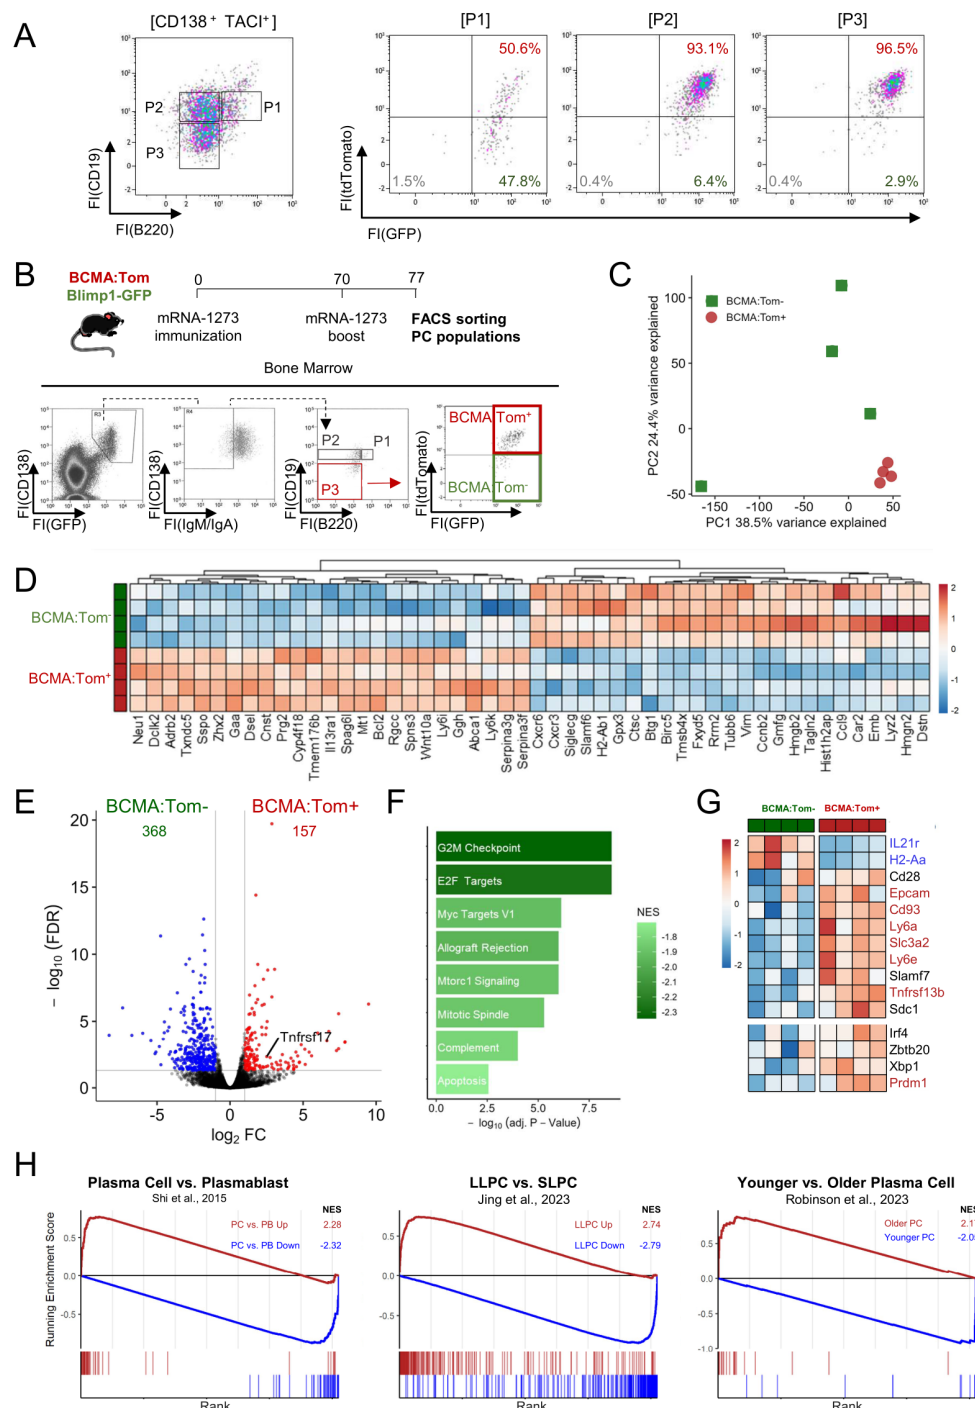 A
[CD138+ TACI+]
[P1]
[P2]
[P3]
P2
P1
P3
FI(CD19)
FI(B220)
50.6%
1.5%
47.8%
93.1%
0.4%
6.4%
96.5%
0.4%
2.9%
FI(tdTomato)
FI(GFP)
B
BCMA:Tom
Blimp1-GFP
0
70
77
mRNA-1273 immunization
mRNA-1273 boost
FACS sorting PC populations
Bone Marrow
R3
FI(CD138)
FI(GFP)
R4
FI(CD138)
FI(IgM/IgA)
P2
P1
P3
FI(CD19)
FI(B220)
BCMA:Tom+
BCMA:Tom-
FI(tdTomato)
FI(GFP)
C
BCMA:Tom-
BCMA:Tom+
PC2 24.4% variance explained
100
50
0
-50
-150
-100
-50
0
50
PC1 38.5% variance explained
D
BCMA:Tom-
BCMA:Tom+
2
1
0
-1
-2
Neu1
Dclk2
Adrb2
Txndc5
Sspo
Zhx2
Gaa
Dsel
Cnst
Prg2
Cyp4f18
Tmem176b
Il13ra1
Spag6l
Mt1
Bcl2
Rgcc
Spns3
Wnt10a
Ly6i
Ggh
Abca1
Ly6k
Serpina3g
Serpina3f
Cxcr6
Cxcr3
Siglecg
Slamf6
H2-Ab1
Gpx3
Ctsc
Btg1
Birc5
Tmsb4x
Fxyd5
Rrm2
Tubb6
Vim
Ccnb2
Gmfg
Hmgb2
Tagln2
Hist1h2ap
Ccl9
Car2
Emb
Lyz2
Hmgn2
Dstn
E
BCMA:Tom-
368
BCMA:Tom+
157
− log10 (FDR)
20
15
10
5
0
Tnfrsf17
-5
0
5
10
log2 FC
F
G2M Checkpoint
E2F Targets
Myc Targets V1
Allograft Rejection
Mtorc1 Signaling
Mitotic Spindle
Complement
Apoptosis
0.0
2.5
5.0
7.5
− log10 (adj. P − Value)
NES
-1.8
-1.9
-2.0
-2.1
-2.2
-2.3
G
BCMA:Tom-
BCMA:Tom+
2
1
0
-1
-2
IL21r
H2-Aa
Cd28
Epcam
Cd93
Ly6a
Slc3a2
Ly6e
Slamf7
Tnfrsf13b
Sdc1
Irf4
Zbtb20
Xbp1
Prdm1
H
Plasma Cell vs. Plasmablast
Shi et al., 2015
NES
PC vs. PB Up 2.28
PC vs. PB Down -2.32
Running Enrichment Score
0.5
0.0
-0.5
Rank
LLPC vs. SLPC
Jing et al., 2023
NES
LLPC Up 2.74
LLPC Down -2.79
0.5
0.0
-0.5
Rank
Younger vs. Older Plasma Cell
Robinson et al., 2023
Older PC
Younger PC
0.5
0.0
-0.5
-1.0
Rank